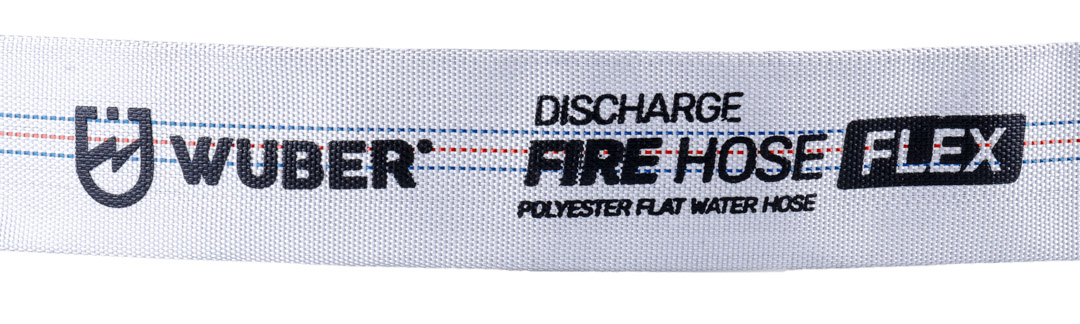 WUBER
DISCHARGE
FIRE HOSE FLEX
POLYESTER FLAT WATER HOSE